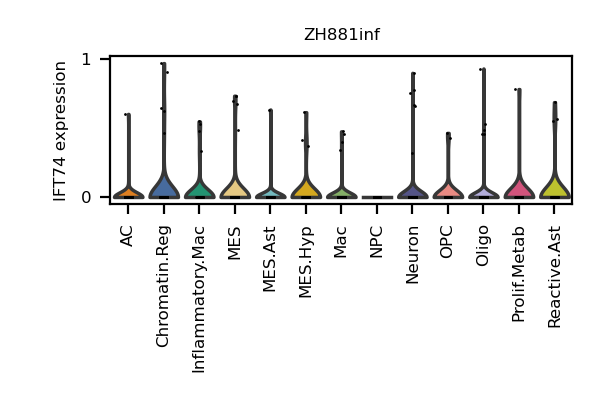 ZH881inf
IFT74 expression
1
0
AC
Chromatin.Reg
Inflammatory.Mac
MES
MES.Ast
MES.Hyp
Mac
NPC
Neuron
OPC
Oligo
Prolif.Metab
Reactive.Ast